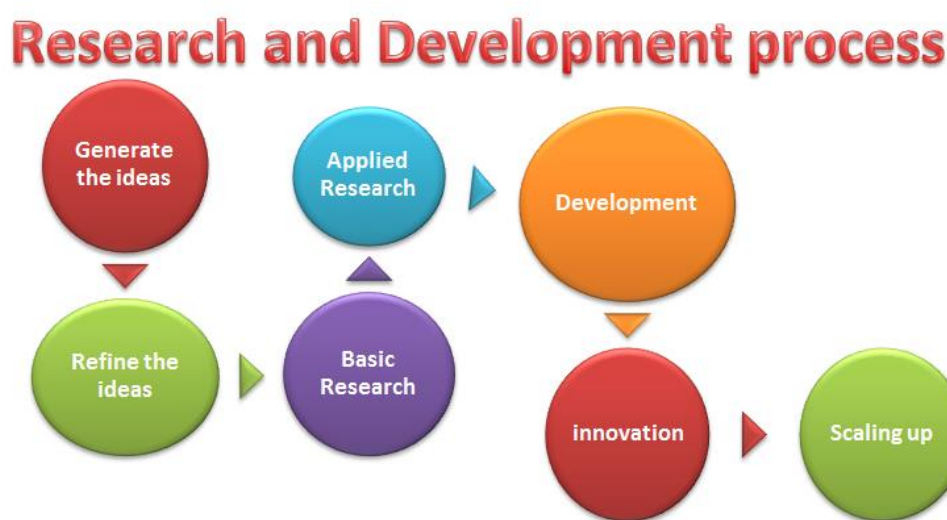 Research and Development process
Generate
the ideas
Refine the
ideas
Basic
Research
Applied
Research
Development
innovation
Scaling up